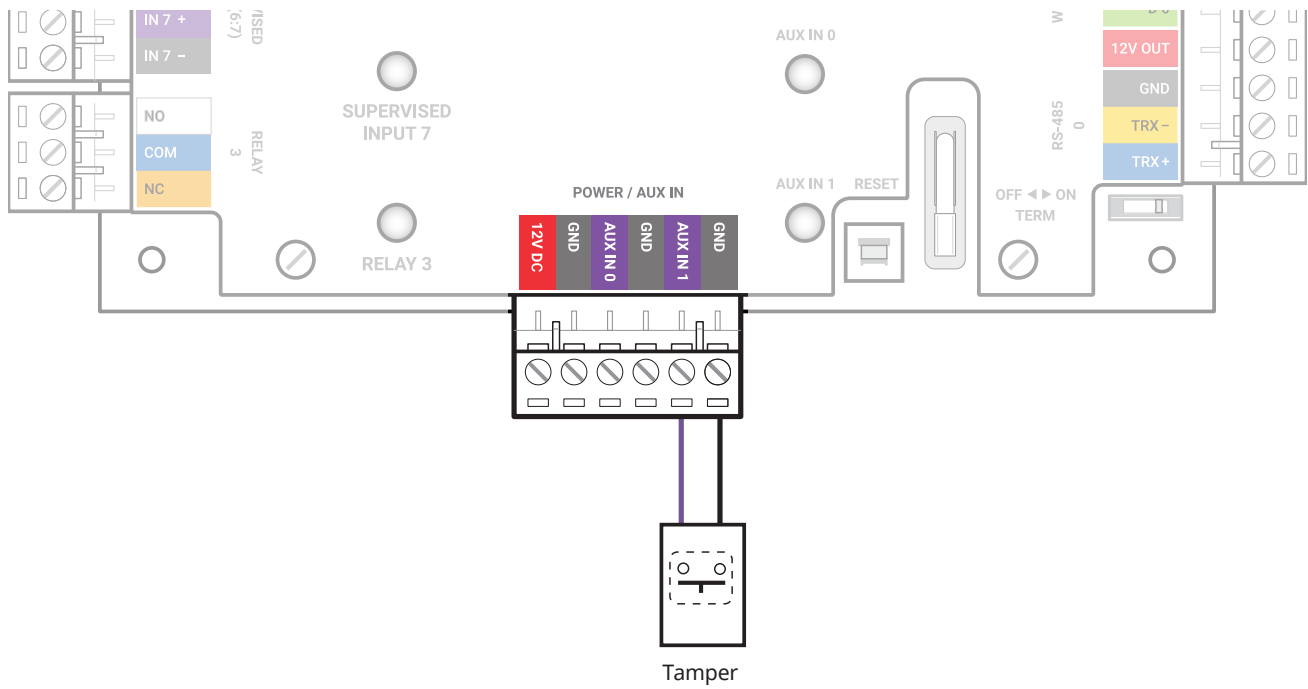 IN 7 +
IN 7 –
(6:7)
NO
COM
NC
RELAY
3
SUPERVISED
INPUT 7
RELAY 3
POWER / AUX IN
12V DC
GND
AUX IN 0
GND
AUX IN 1
GND
AUX IN 0
AUX IN 1
RESET
W
12V OUT
GND
TRX –
TRX +
RS-485
0
OFF ◄ ► ON
TERM
Tamper